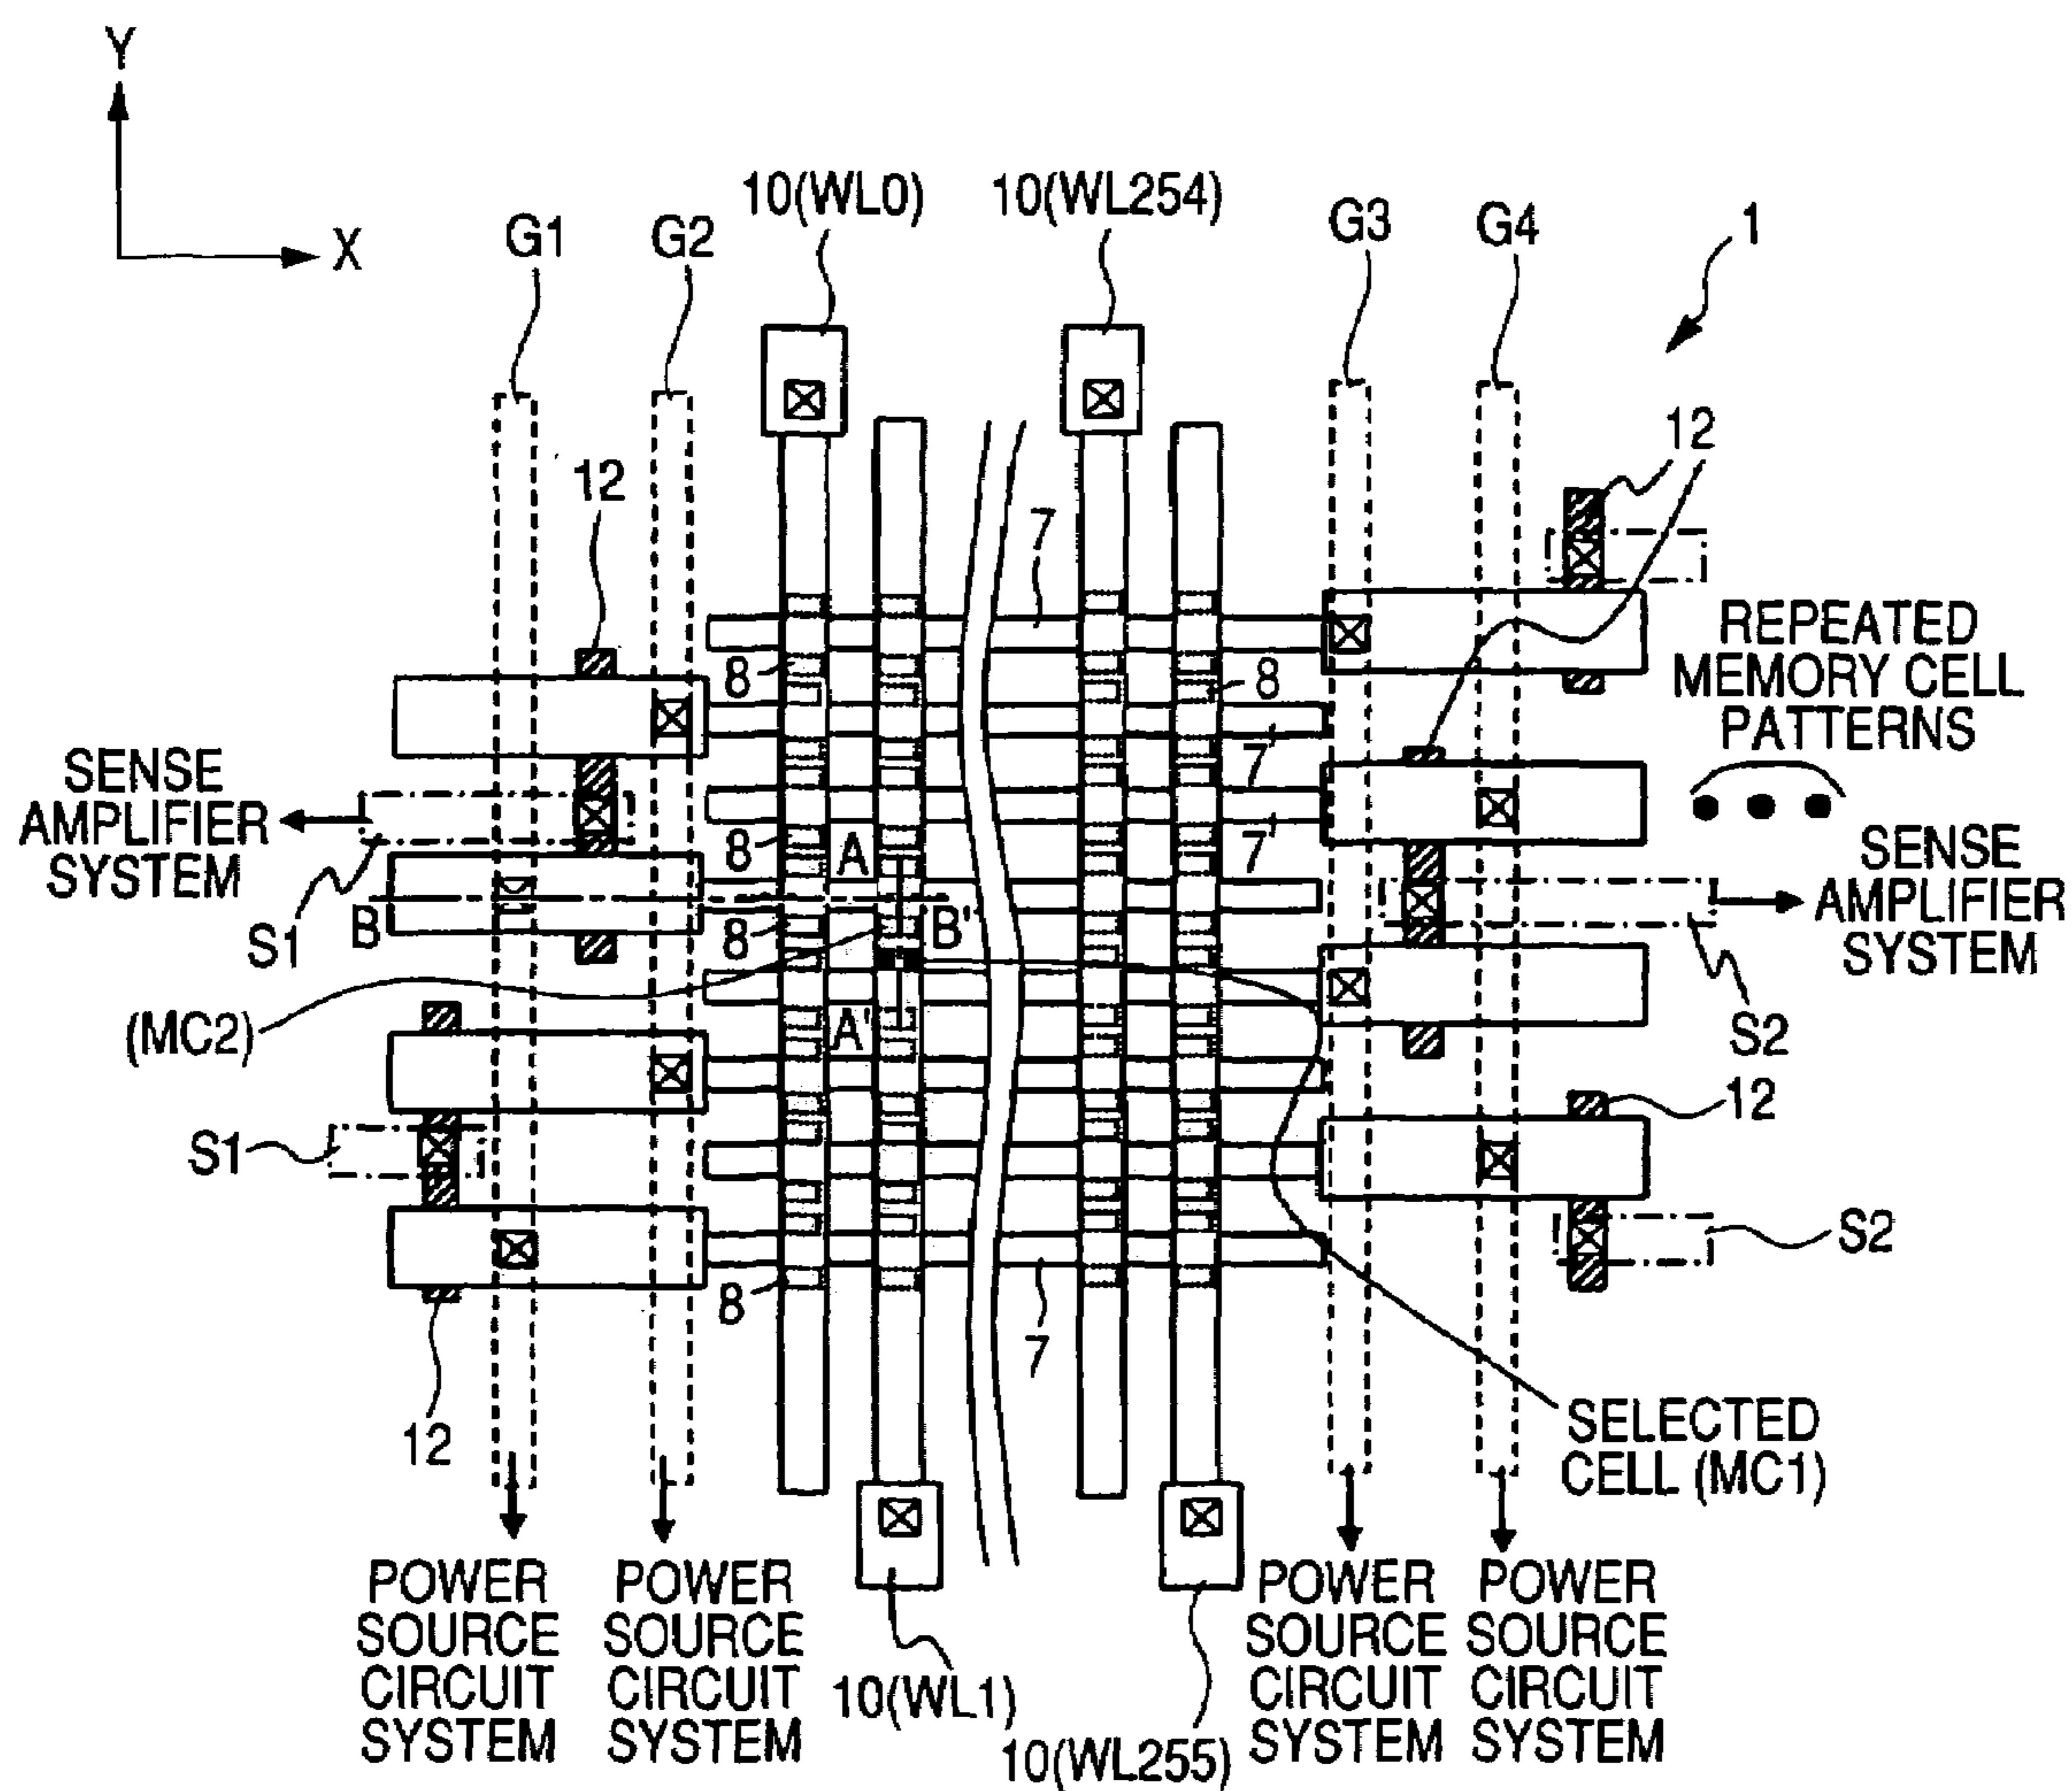 Y
X
10(WL0)
10(WL254)
G1
G2
G3
G4
1
12
12
7
REPEATED
MEMORY CELL
PATTERNS
8
8
7
SENSE
AMPLIFIER
SYSTEM
8
A
7
SENSE
AMPLIFIER
SYSTEM
S1
B
8
B'
(MC2)
A'
S2
S1
12
8
7
S2
12
SELECTED
CELL (MC1)
POWER
SOURCE
CIRCUIT
SYSTEM
POWER
SOURCE
CIRCUIT
SYSTEM
10(WL1)
10(WL255)
POWER
SOURCE
CIRCUIT
SYSTEM
POWER
SOURCE
CIRCUIT
SYSTEM